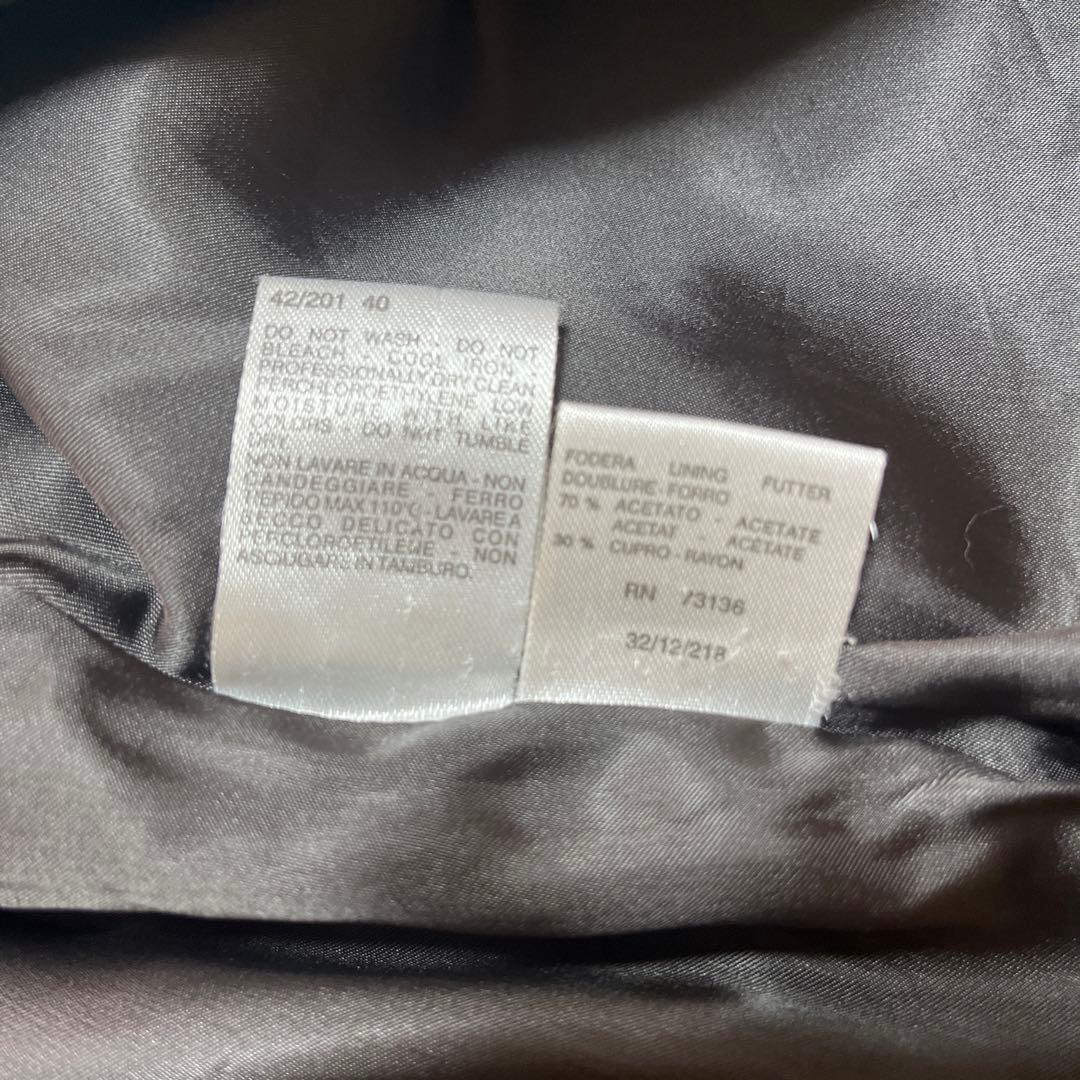 42/201 40
DO NOT WASH - DO NOT
BLEACH - COOL IRON -
PROFESSIONALLY DRY CLEAN
PERCHLOROETHYLENE LOW
MOISTURE WITH LIKE
COLORS - DO NOT TUMBLE
DRY.
NON LAVARE IN ACQUA - NON
CANDEGGIARE - FERRO
TIEPIDO MAX 110°C - LAVARE A
SECCO DELICATO CON
PERCLOROETILENE - NON
ASCIUGARE IN TAMBURO.
FODERA LINING FUTTER
DOUBLURE - FORRO
70 % ACETATO - ACETATE
ACETAT ACETATE
30 % CUPRO - RAYON
RN 73136
32/12/218